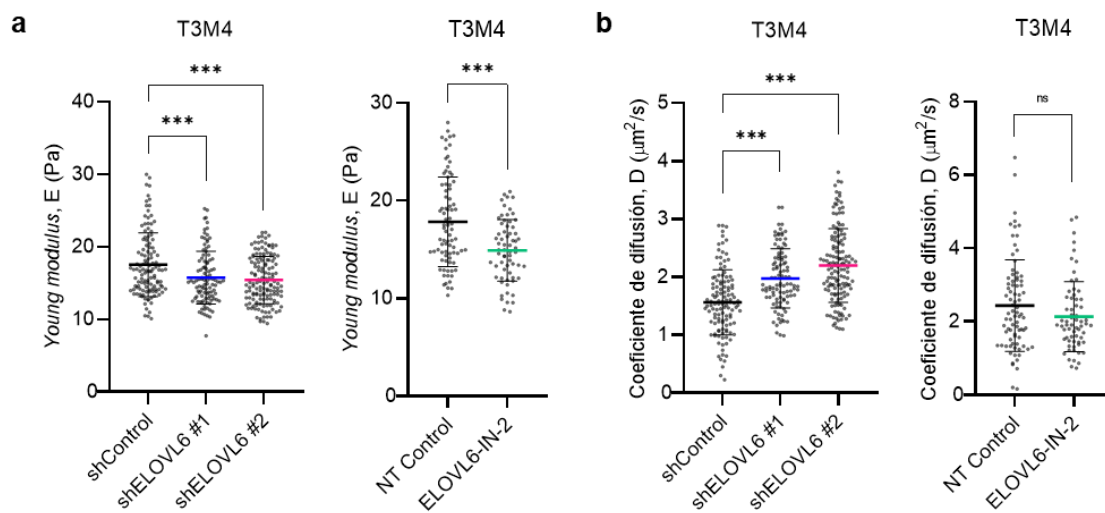 a
T3M4
***
***
Young modulus, E (Pa)
40
30
20
10
0
shControl
shELOVL6 #1
shELOVL6 #2
T3M4
***
Young modulus, E (Pa)
30
20
10
0
NT Control
ELOVL6-IN-2
b
T3M4
***
***
Coeficiente de difusión, D (μm²/s)
5
4
3
2
1
0
shControl
shELOVL6 #1
shELOVL6 #2
T3M4
ns
Coeficiente de difusión, D (μm²/s)
8
6
4
2
0
NT Control
ELOVL6-IN-2